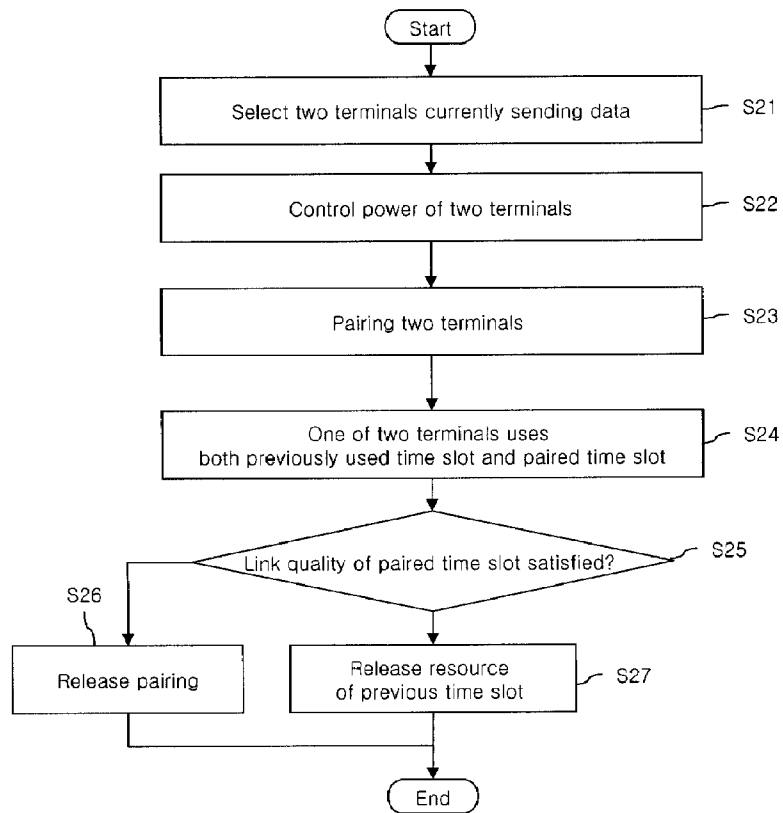 Start
Select two terminals currently sending data
S21
Control power of two terminals
S22
Pairing two terminals
S23
One of two terminals uses
both previously used time slot and paired time slot
S24
Link quality of paired time slot satisfied?
S25
S26
Release pairing
Release resource
of previous time slot
S27
End